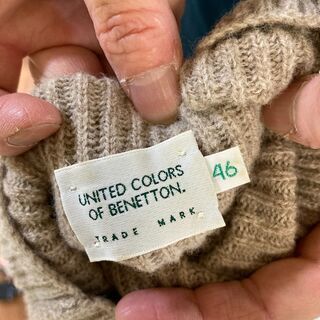 UNITED COLORS
OF BENETTON.
TRADE MARK
46